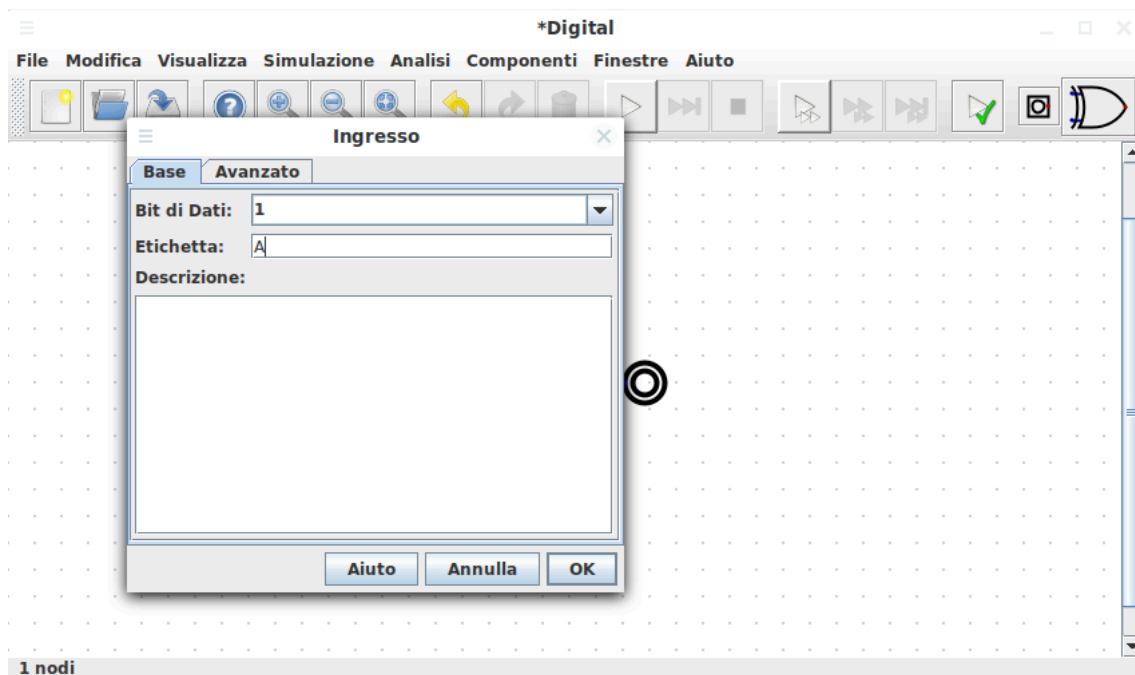 *Digital
File Modifica Visualizza Simulazione Analisi Componenti Finestre Aiuto
Ingresso
Base Avanzato
Bit di Dati: 1
Etichetta: A
Descrizione:
Aiuto Annulla OK
1 nodi